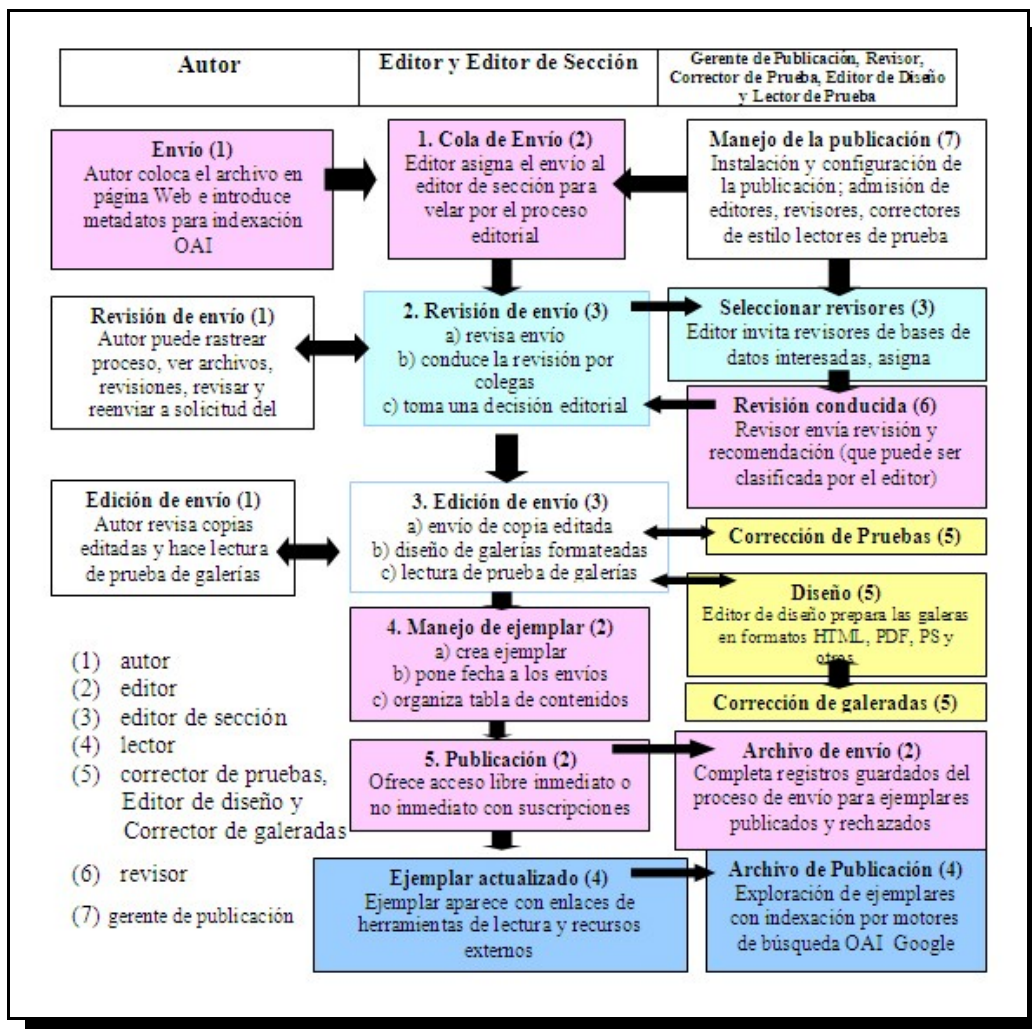 Autor
Editor y Editor de Sección
Gerente de Publicación, Revisor,
Corrector de Prueba, Editor de Diseño
y Lector de Prueba
Envío (1)
Autor coloca el archivo en
página Web e introduce
metadatos para indexación
OAI
1. Cola de Envío (2)
Editor asigna el envío al
editor de sección para
velar por el proceso
editorial
Manejo de la publicación (7)
Instalación y configuración de
la publicación; admisión de
editores, revisores, correctores
de estilo lectores de prueba
Revisión de envío (1)
Autor puede rastrear
proceso, ver archivos,
revisiones, revisar y
reenviar a solicitud del
2. Revisión de envío (3)
a) revisa envío
b) conduce la revisión por
colegas
c) toma una decisión editorial
Seleccionar revisores (3)
Editor invita revisores de bases de
datos interesadas, asigna
Revisión conducida (6)
Revisor envía revisión y
recomendación (que puede ser
clasificada por el editor)
Edición de envío (1)
Autor revisa copias
editadas y hace lectura
de prueba de galerías
3. Edición de envío (3)
a) envío de copia editada
b) diseño de galerías formateadas
c) lectura de prueba de galerías
Corrección de Pruebas (5)
Diseño (5)
Editor de diseño prepara las galeras
en formatos HTML, PDF, PS y
otros
Corrección de galeradas (5)
4. Manejo de ejemplar (2)
a) crea ejemplar
b) pone fecha a los envíos
c) organiza tabla de contenidos
5. Publicación (2)
Ofrece acceso libre immediato o
no immediato con suscripciones
Archivo de envío (2)
Completa registros guardados del
proceso de envío para ejemplares
publicados y rechazados
Ejemplar actualizado (4)
Ejemplar aparece con enlaces de
herramientas de lectura y recursos
externos
Archivo de Publicación (4)
Exploración de ejemplares
con indexación por motores
de búsqueda OAI Google
(1) autor
(2) editor
(3) editor de sección
(4) lector
(5) corrector de pruebas,
Editor de diseño y
Corrector de galeradas
(6) revisor
(7) gerente de publicación